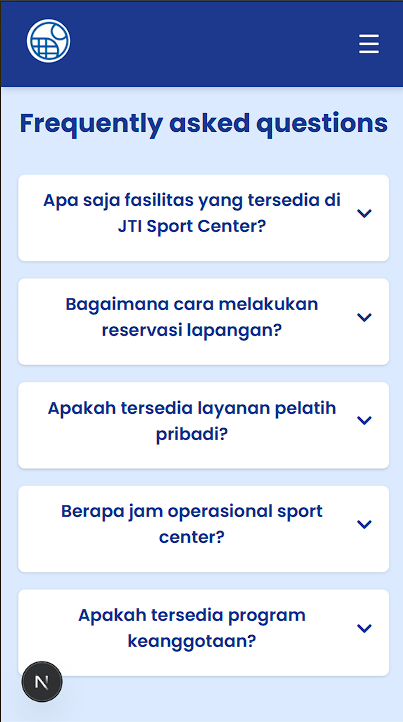 Frequently asked questions
Apa saja fasilitas yang tersedia di
JTI Sport Center?
Bagaimana cara melakukan
reservasi lapangan?
Apakah tersedia layanan pelatih
pribadi?
Berapa jam operasional sport
center?
Apakah tersedia program
keanggotaan?
N